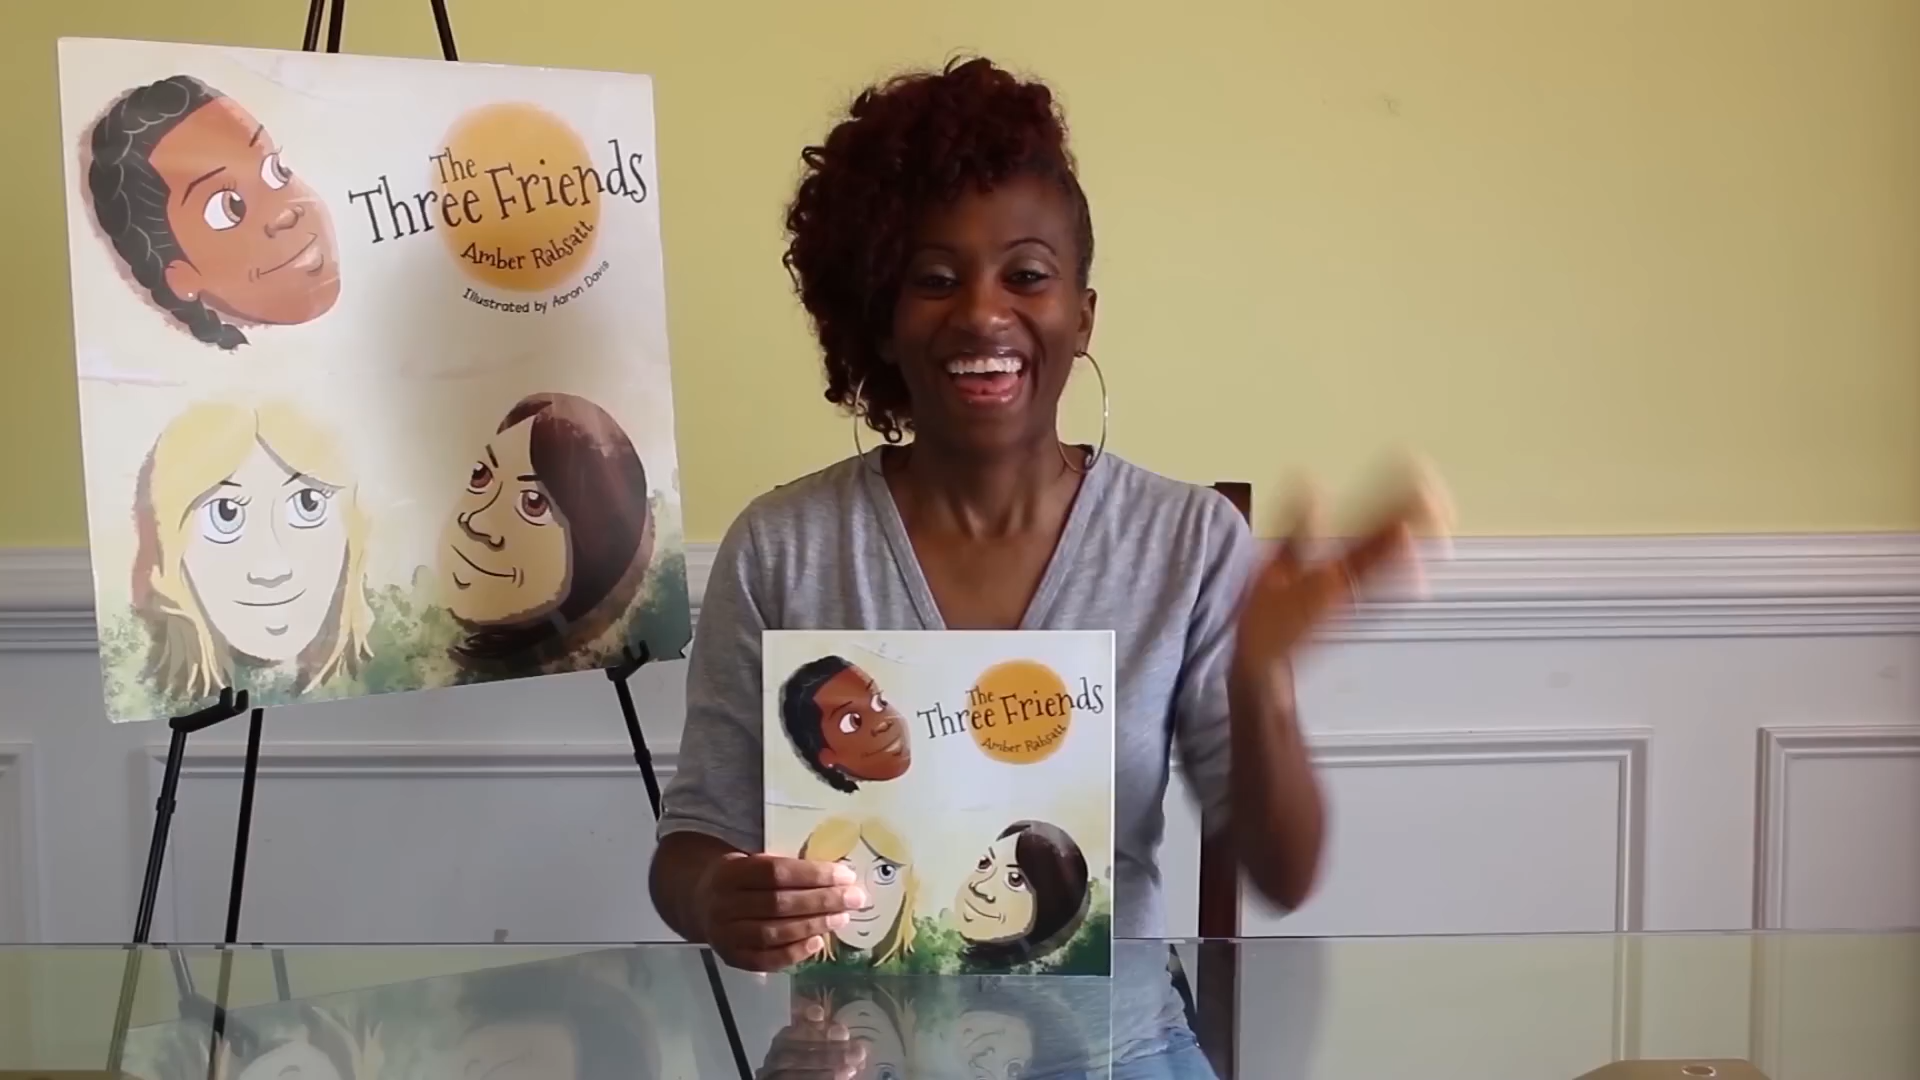 The
Three Friends
Amber Rabsatt
Illustrated by Aaron Davis
The
Three Friends
Amber Rabsatt